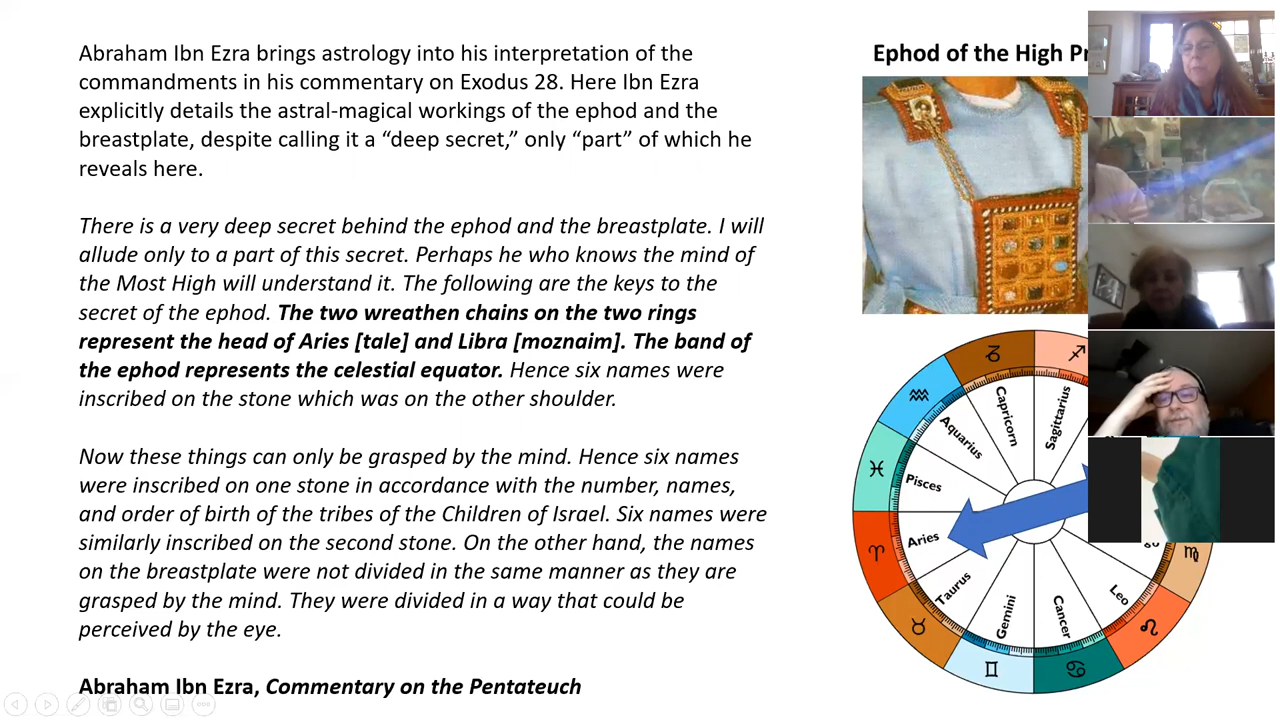 Abraham Ibn Ezra brings astrology into his interpretation of the
commandments in his commentary on Exodus 28. Here Ibn Ezra
explicitly details the astral-magical workings of the ephod and the
breastplate, despite calling it a “deep secret,” only “part” of which he
reveals here.
There is a very deep secret behind the ephod and the breastplate. I will
allude only to a part of this secret. Perhaps he who knows the mind of
the Most High will understand it. The following are the keys to the
secret of the ephod. The two wreathen chains on the two rings
represent the head of Aries [tale] and Libra [moznaim]. The band of
the ephod represents the celestial equator. Hence six names were
inscribed on the stone which was on the other shoulder.
Now these things can only be grasped by the mind. Hence six names
were inscribed on one stone in accordance with the number, names,
and order of birth of the tribes of the Children of Israel. Six names were
similarly inscribed on the second stone. On the other hand, the names
on the breastplate were not divided in the same manner as they are
grasped by the mind. They were divided in a way that could be
perceived by the eye.
Abraham Ibn Ezra, Commentary on the Pentateuch
Ephod of the High Pr
Capricorn
Sagittarius
Aquarius
Pisces
Aries
Taurus
Gemini
Cancer
Leo